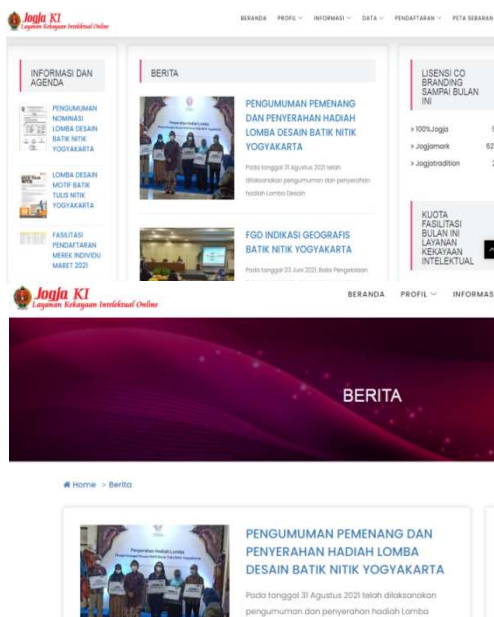 Jogja KI
Layanan Kekayaan Intelektual Online
BERANDA PROFIL INFORMASI DATA PENDAFTARAN PETA SEBARAN
INFORMASI DAN
AGENDA
PENGUMUMAN
NOMINASI
LOMBA DESAIN
BATIK NITIK
YOGYAKARTA
LOMBA DESAIN
MOTIF BATIK
TULIS NITIK
YOGYAKARTA
FASILITASI
PENDAFTARAN
MEREK INDIVIDU
MARET 2021
BERITA
PENGUMUMAN PEMENANG
DAN PENYERAHAN HADIAH
LOMBA DESAIN BATIK NITIK
YOGYAKARTA
Pada tanggal 31 Agustus 2021 telah
dilaksanakan pengumuman dan penyerahan
hadiah Lomba Desain
FGD INDIKASI GEOGRAFIS
BATIK NITIK YOGYAKARTA
Pada tanggal 03 Juni 2021, Balai Pengelolaan
LISENSI CO
BRANDING
SAMPAI BULAN
INI
> 100%Jogja
> Jogjamark 62
> Jogjatradition
KUOTA
FASILITASI
BULAN INI
LAYANAN
KEKAYAAN
INTELEKTUAL
Jogja KI
Layanan Kekayaan Intelektual Online
BERANDA PROFIL INFORMAS
BERITA
Home > Berita
Penyerahan Hadiah Lomba
PENGUMUMAN PEMENANG DAN
PENYERAHAN HADIAH LOMBA
DESAIN BATIK NITIK YOGYAKARTA
Pada tanggal 31 Agustus 2021 telah dilaksanakan
pengumuman dan penyerahan hadiah Lomba